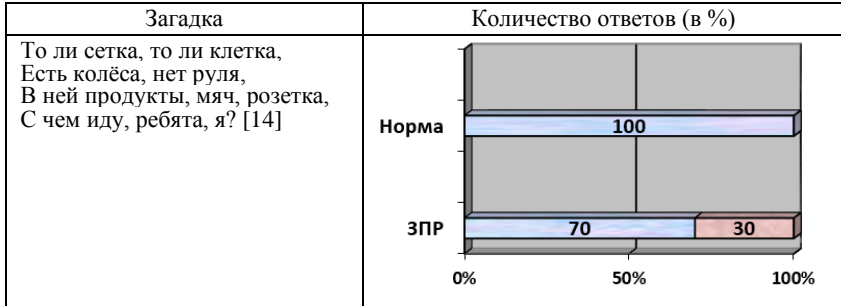 Загадка
Количество ответов (в %)
То ли сетка, то ли клетка,
Есть колёса, нет руля,
В ней продукты, мяч, розетка,
С чем иду, ребята, я? [14]
Норма
100
ЗПР
70
30
0%
50%
100%